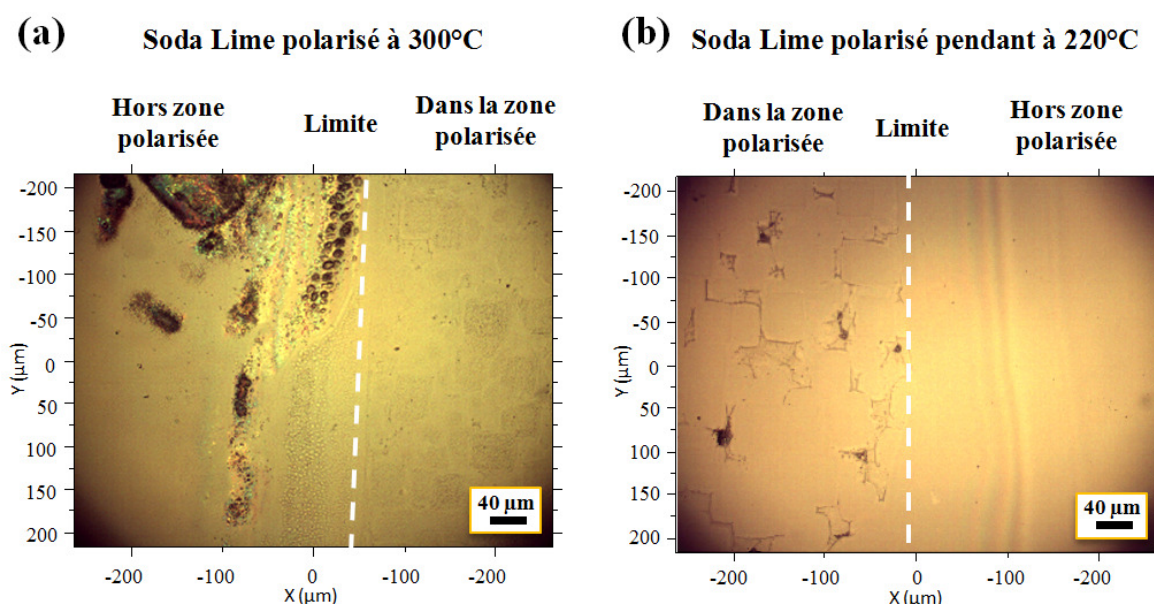 (a)
Soda Lime polarisé à 300°C
Hors zone
polarisée
Limite
Dans la zone
polarisée
-200
-150
-100
-50
0
50
100
150
200
Y (µm)
40 µm
-200
-100
0
-100
-200
X (µm)
(b)
Soda Lime polarisé pendant à 220°C
Dans la zone
polarisée
Limite
Hors zone
polarisée
-200
-150
-100
-50
0
50
100
150
200
Y (µm)
40 µm
-200
-100
0
-100
-200
X (µm)